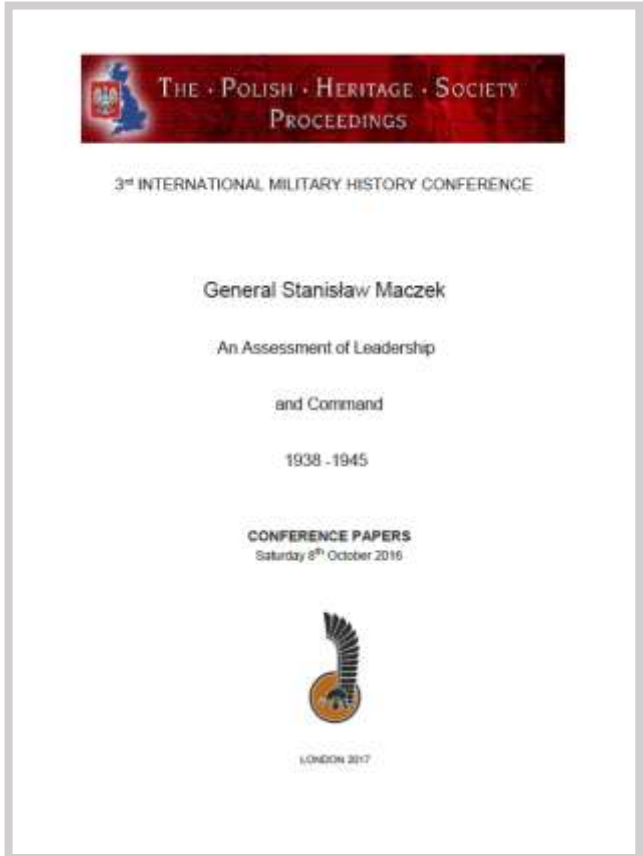 THE · POLISH · HERITAGE · SOCIETY
PROCEEDINGS
3rd INTERNATIONAL MILITARY HISTORY CONFERENCE
General Stanisław Maczek
An Assessment of Leadership
and Command
1938 -1945
CONFERENCE PAPERS
Saturday 8th October 2016
LONDON 2017